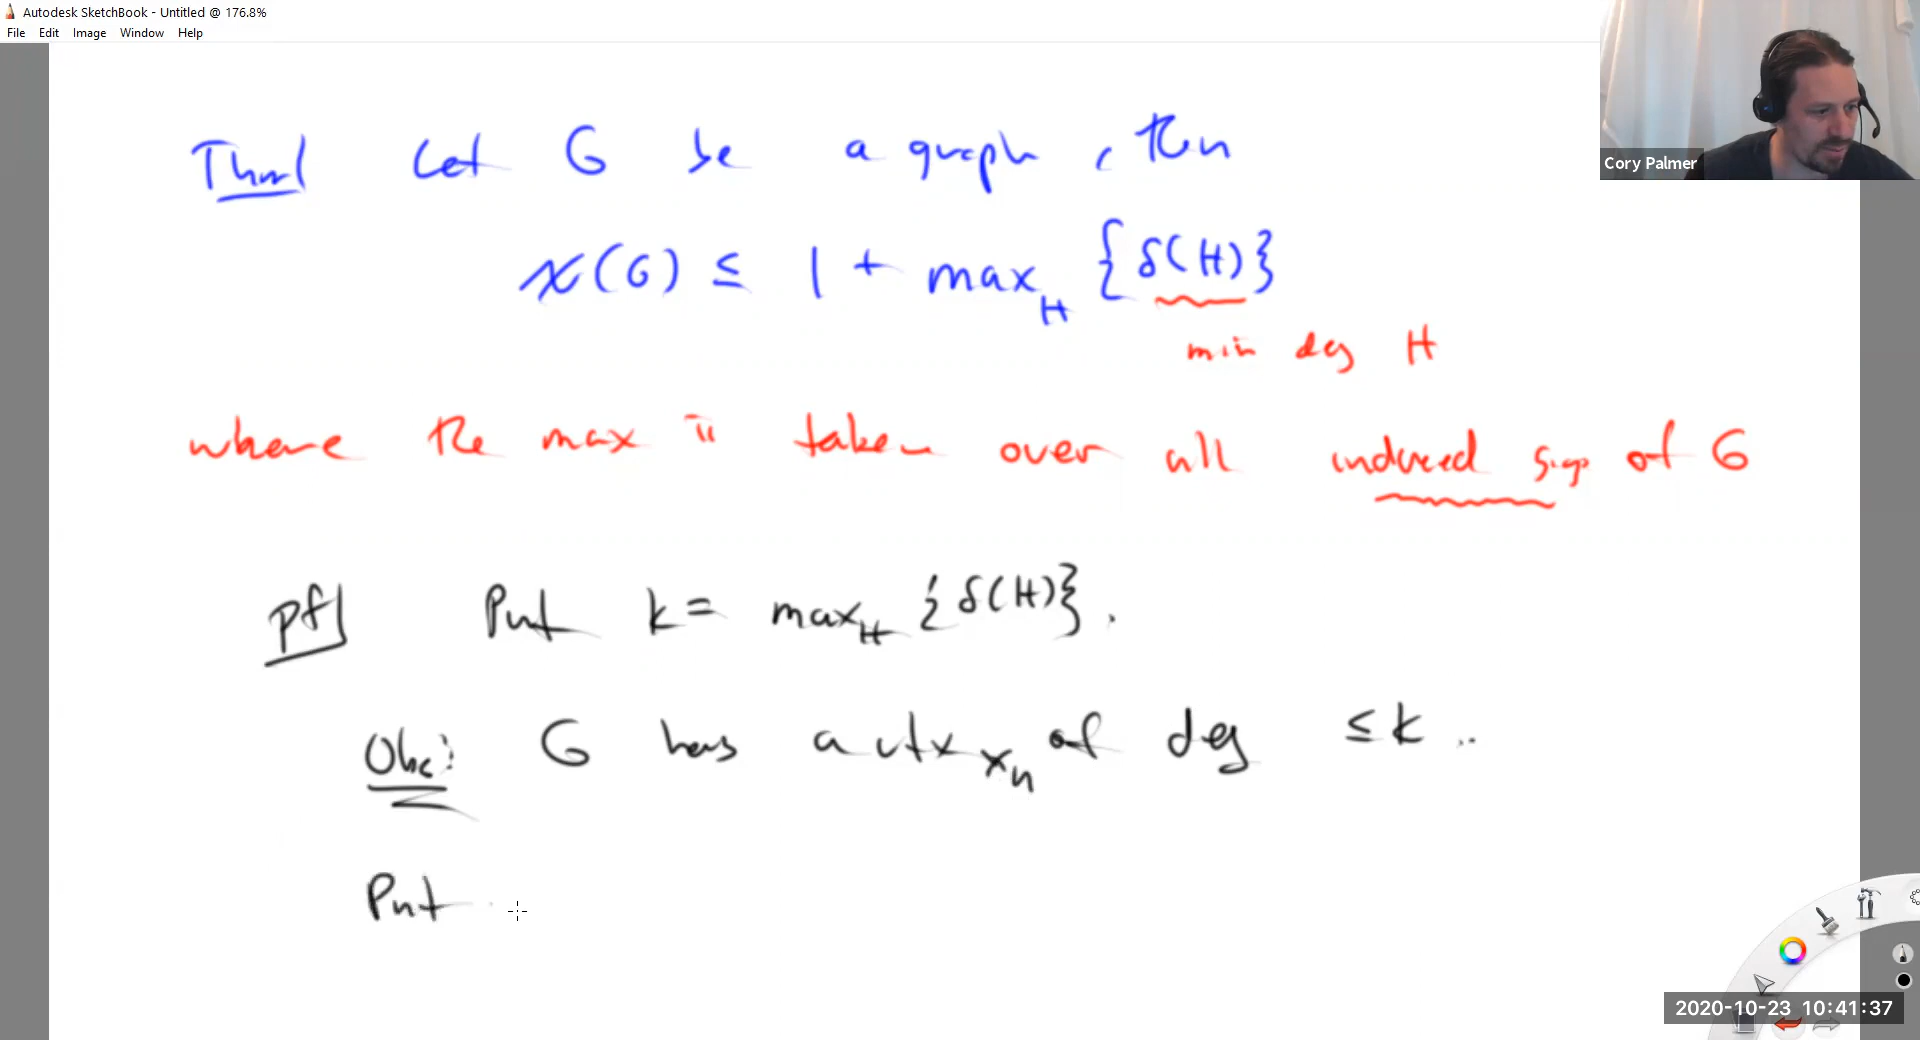 Autodesk SketchBook - Untitled @ 176.8%
File Edit Image Window Help
Cory Palmer
Thm Let G be a graph, then
χ(G) ≤ 1 + max_H {δ(H)}
min deg H
where the max is taken over all induced sgp of G
pf Put k = max_H {δ(H)}.
Obs: G has a vtx x_n of deg ≤ k ..
Put
2020-10-23 10:41:37